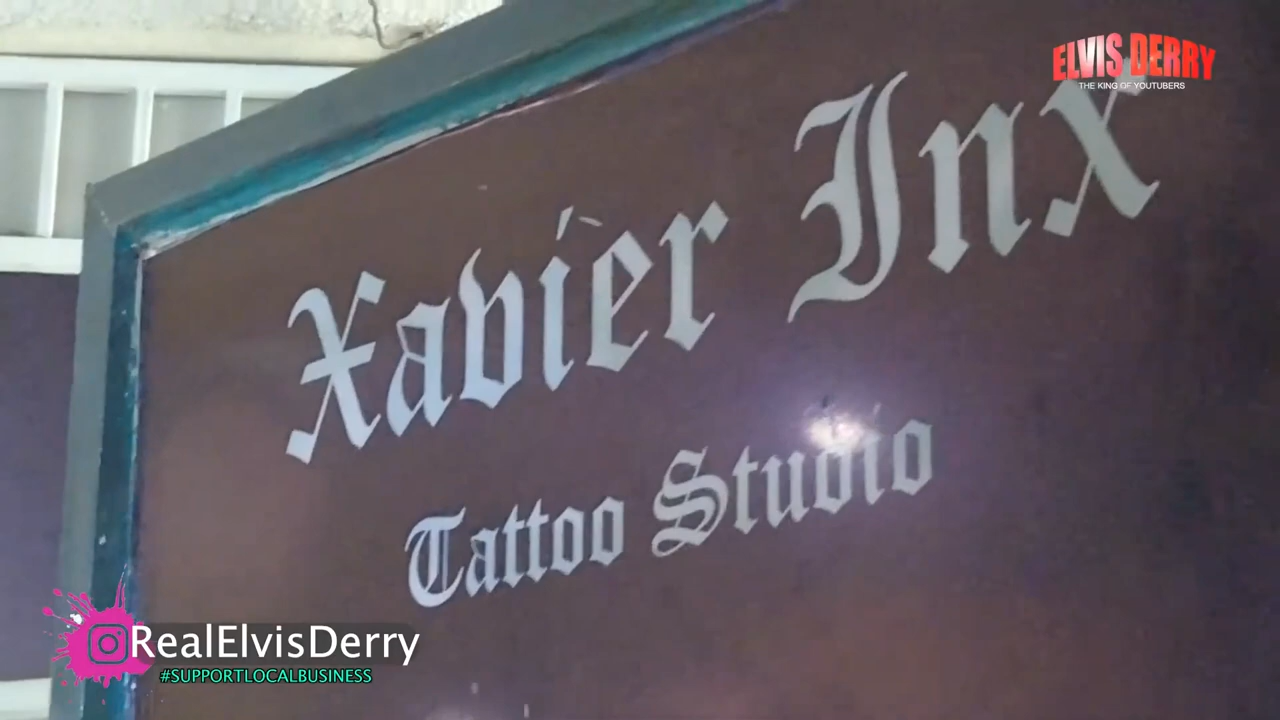 ELVIS DERRY
THE KING OF YOUTUBERS
Xavier Inx
Tattoo Studio
RealElvisDerry
#SUPPORTLOCALBUSINESS